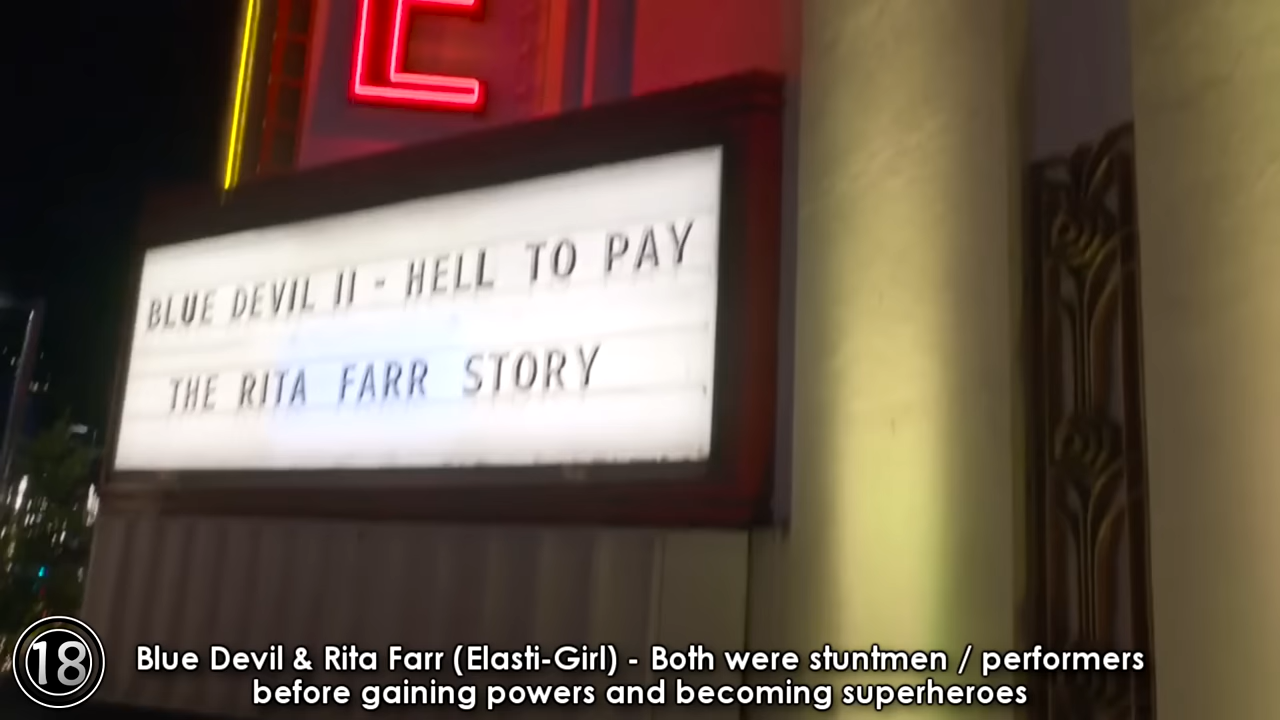 E
BLUE DEVIL II - HELL TO PAY
THE RITA FARR STORY
18
Blue Devil & Rita Farr (Elasti-Girl) - Both were stuntmen / performers
before gaining powers and becoming superheroes